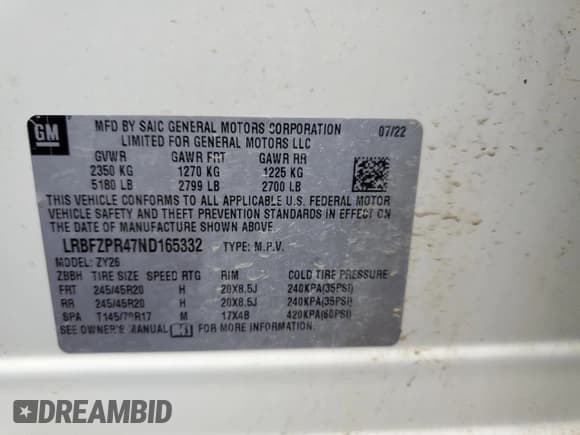 GM
MFD BY SAIC GENERAL MOTORS CORPORATION 07/22
LIMITED FOR GENERAL MOTORS LLC
GVWR GAWR FRT GAWR RR
2350 KG 1270 KG 1225 KG
5180 LB 2799 LB 2700 LB
THIS VEHICLE CONFORMS TO ALL APPLICABLE U.S. FEDERAL MOTOR
VEHICLE SAFETY AND THEFT PREVENTION STANDARDS IN EFFECT ON
THE DATE OF MANUFACTURE SHOWN ABOVE.
LRBFZPR47ND165332 TYPE: M.P.V.
MODEL: ZY26
ZBBH TIRE SIZE SPEED RTG RIM COLD TIRE PRESSURE
FRT 245/45R20 H 20X8.5J 240KPA(35PSI)
RR 245/45R20 H 20X8.5J 240KPA(35PSI)
SPA T145/70R17 M 17X4B 420KPA(60PSI)
SEE OWNER'S MANUAL FOR MORE INFORMATION.
DREAMBID